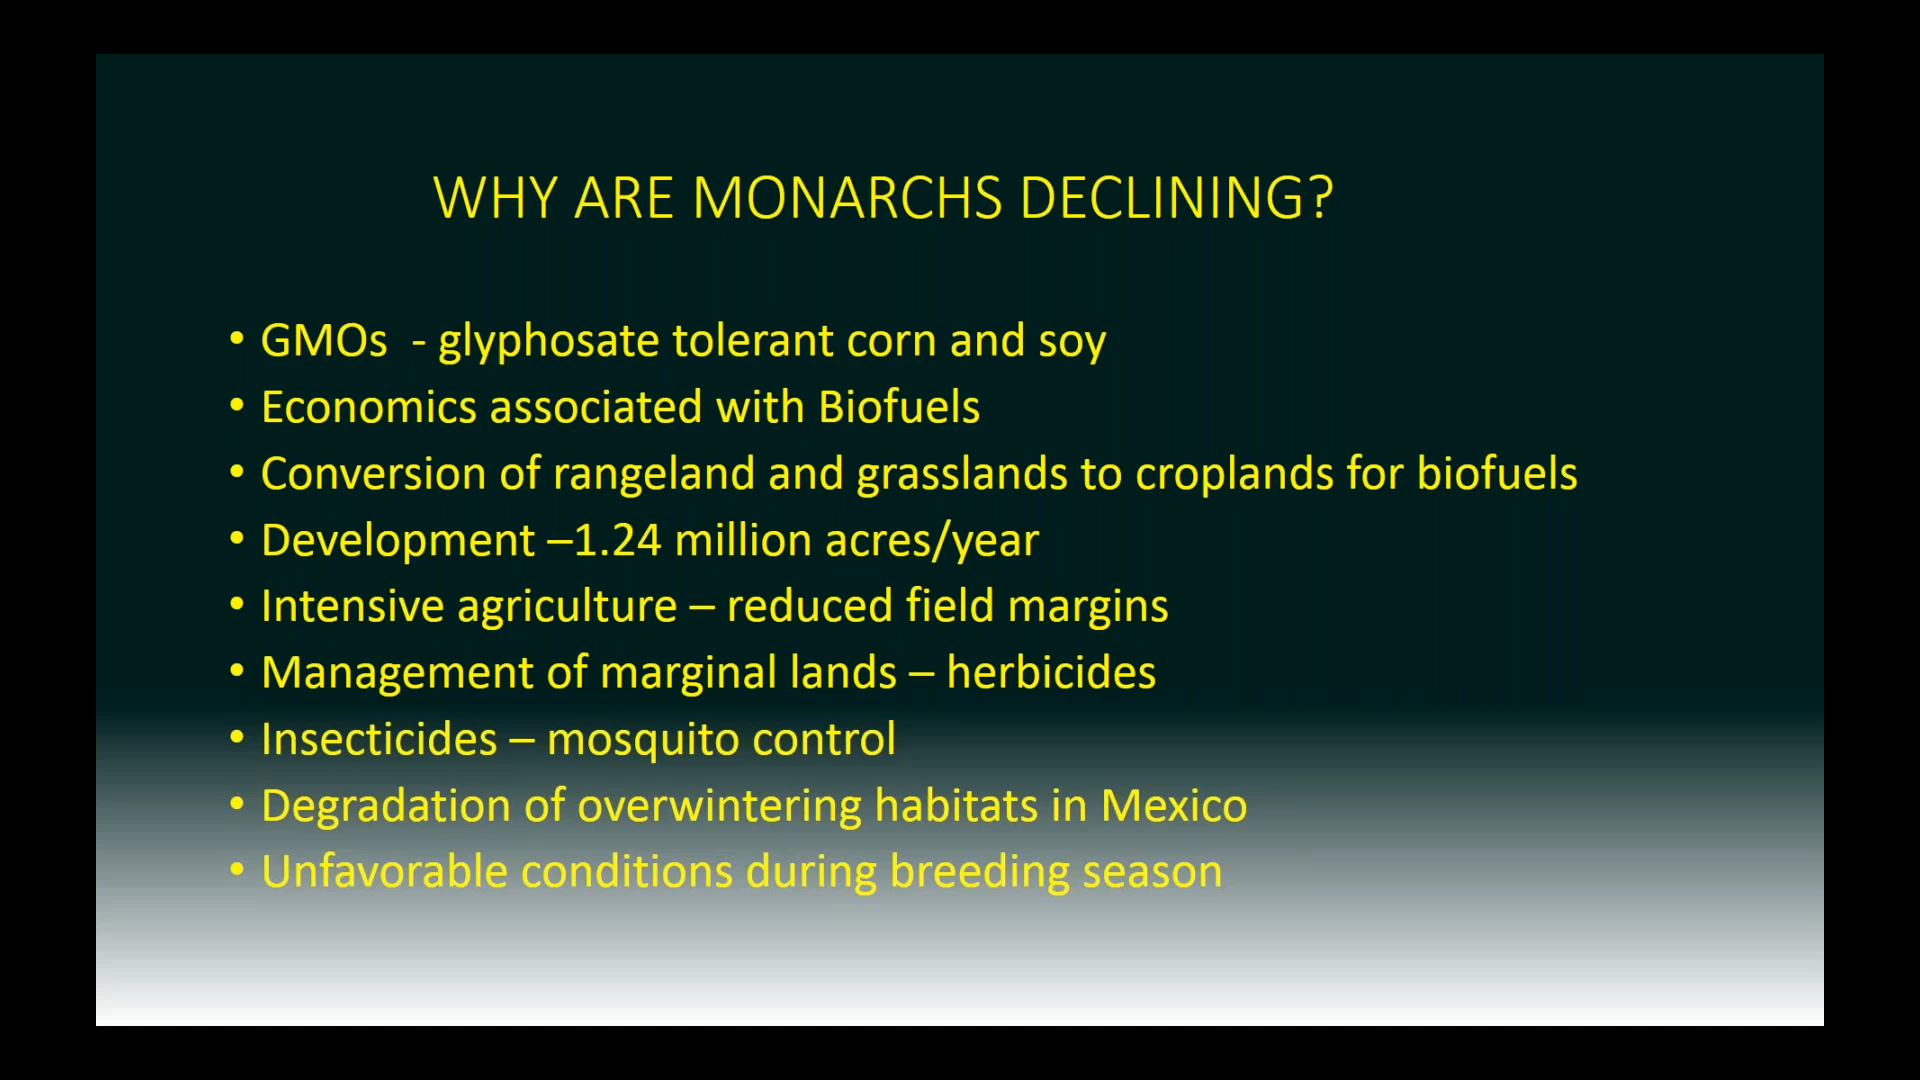 WHY ARE MONARCHS DECLINING?
• GMOs - glyphosate tolerant corn and soy
• Economics associated with Biofuels
• Conversion of rangeland and grasslands to croplands for biofuels
• Development –1.24 million acres/year
• Intensive agriculture – reduced field margins
• Management of marginal lands – herbicides
• Insecticides – mosquito control
• Degradation of overwintering habitats in Mexico
• Unfavorable conditions during breeding season